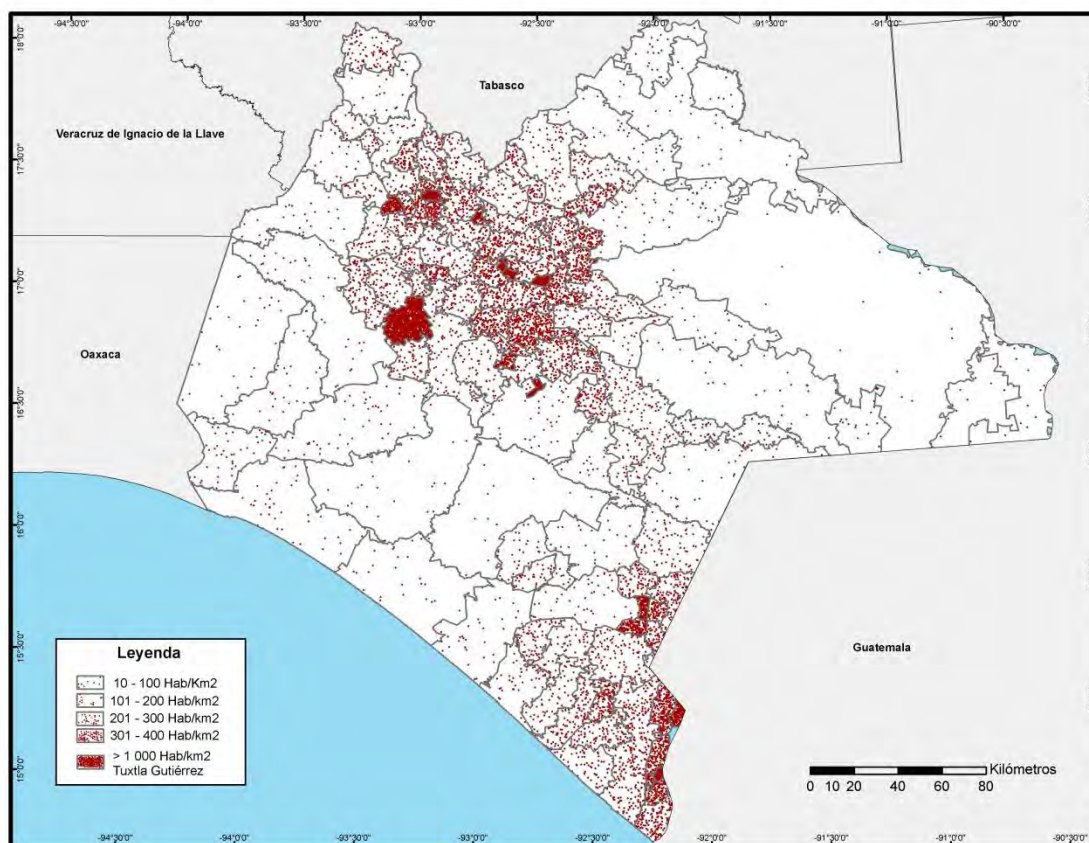 -94°30'0"
-94°0'0"
-93°30'0"
-93°0'0"
-92°30'0"
-92°0'0"
-91°30'0"
-91°0'0"
-90°30'0"
18°0'0"
Tabasco
Veracruz de Ignacio de la Llave
17°30'0"
17°0'0"
Oaxaca
16°30'0"
16°0'0"
15°30'0"
Guatemala
Leyenda
10 - 100 Hab/Km2
101 - 200 Hab/km2
201 - 300 Hab/km2
301 - 400 Hab/km2
> 1 000 Hab/km2
Tuxtla Gutiérrez
15°0'0"
Kilómetros
0 10 20 40 60 80
-94°30'0"
-94°0'0"
-93°30'0"
-93°0'0"
-92°30'0"
-92°0'0"
-91°30'0"
-91°0'0"
-90°30'0"